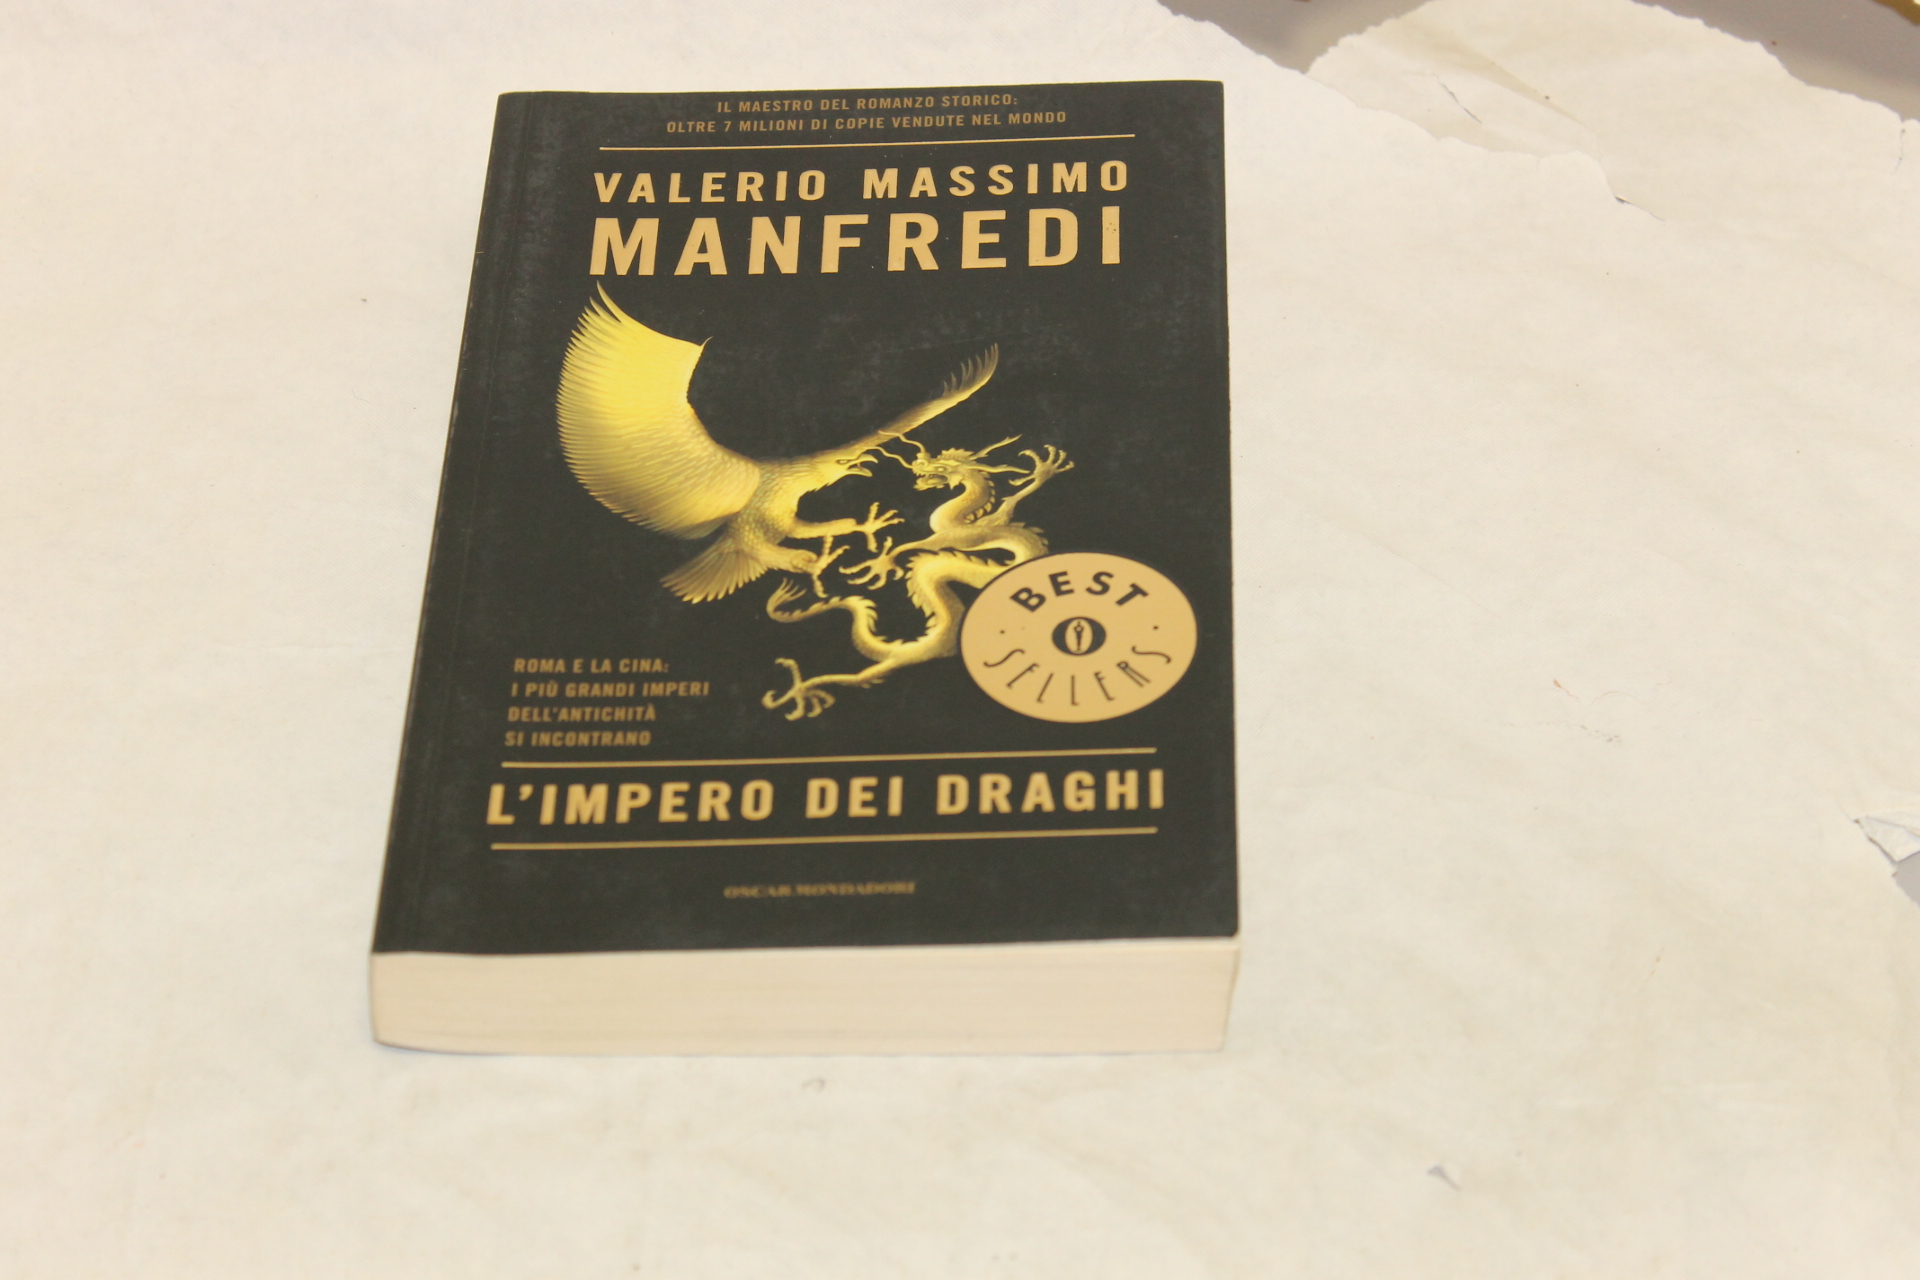 IL MAESTRO DEL ROMANZO STORICO:
OLTRE 7 MILIONI DI COPIE VENDUTE NEL MONDO
VALERIO MASSIMO
MANFREDI
BEST
SELLERS
ROMA E LA CINA:
I PIÙ GRANDI IMPERI
DELL'ANTICHITÀ
SI INCONTRANO
L'IMPERO DEI DRAGHI
OSCAR MONDADORI